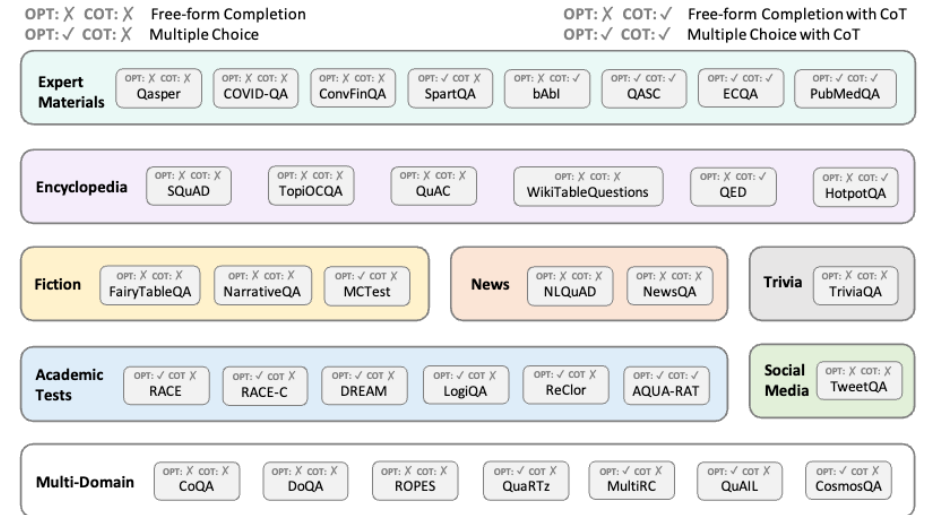 OPT: ✗ COT: ✗ Free-form Completion
OPT: ✗ COT: ✓ Free-form Completion with CoT
OPT: ✓ COT: ✗ Multiple Choice
OPT: ✓ COT: ✓ Multiple Choice with CoT
Expert Materials
OPT: ✗ COT: ✗
Qasper
OPT: ✗ COT: ✗
COVID-QA
OPT: ✗ COT: ✗
ConvFinQA
OPT: ✓ COT ✗
SpartQA
OPT: ✗ COT: ✓
bAbI
OPT: ✓ COT: ✓
QASC
OPT: ✓ COT: ✓
ECQA
OPT: ✓ COT: ✓
PubMedQA
Encyclopedia
OPT: ✗ COT: ✗
SQuAD
OPT: ✗ COT: ✗
TopiOCQA
OPT: ✗ COT: ✗
QuAC
OPT: ✗ COT: ✗
WikiTableQuestions
OPT: ✗ COT: ✓
QED
OPT: ✗ COT: ✓
HotpotQA
Fiction
OPT: ✗ COT: ✗
FairyTableQA
OPT: ✗ COT: ✗
NarrativeQA
OPT: ✓ COT ✗
MCTest
News
OPT: ✗ COT: ✗
NLQuAD
OPT: ✗ COT: ✗
NewsQA
Trivia
OPT: ✗ COT: ✗
TriviaQA
Academic
Tests
OPT: ✓ COT ✗
RACE
OPT: ✓ COT ✗
RACE-C
OPT: ✓ COT ✗
DREAM
OPT: ✓ COT ✗
LogiQA
OPT: ✓ COT ✗
ReClor
OPT: ✓ COT: ✓
AQUA-RAT
Social
Media
OPT: ✗ COT: ✗
TweetQA
Multi-Domain
OPT: ✗ COT: ✗
CoQA
OPT: ✗ COT: ✗
DoQA
OPT: ✗ COT: ✗
ROPES
OPT: ✓ COT ✗
QuaRTz
OPT: ✓ COT ✗
MultiRC
OPT: ✓ COT ✗
QuAIL
OPT: ✓ COT ✗
CosmosQA